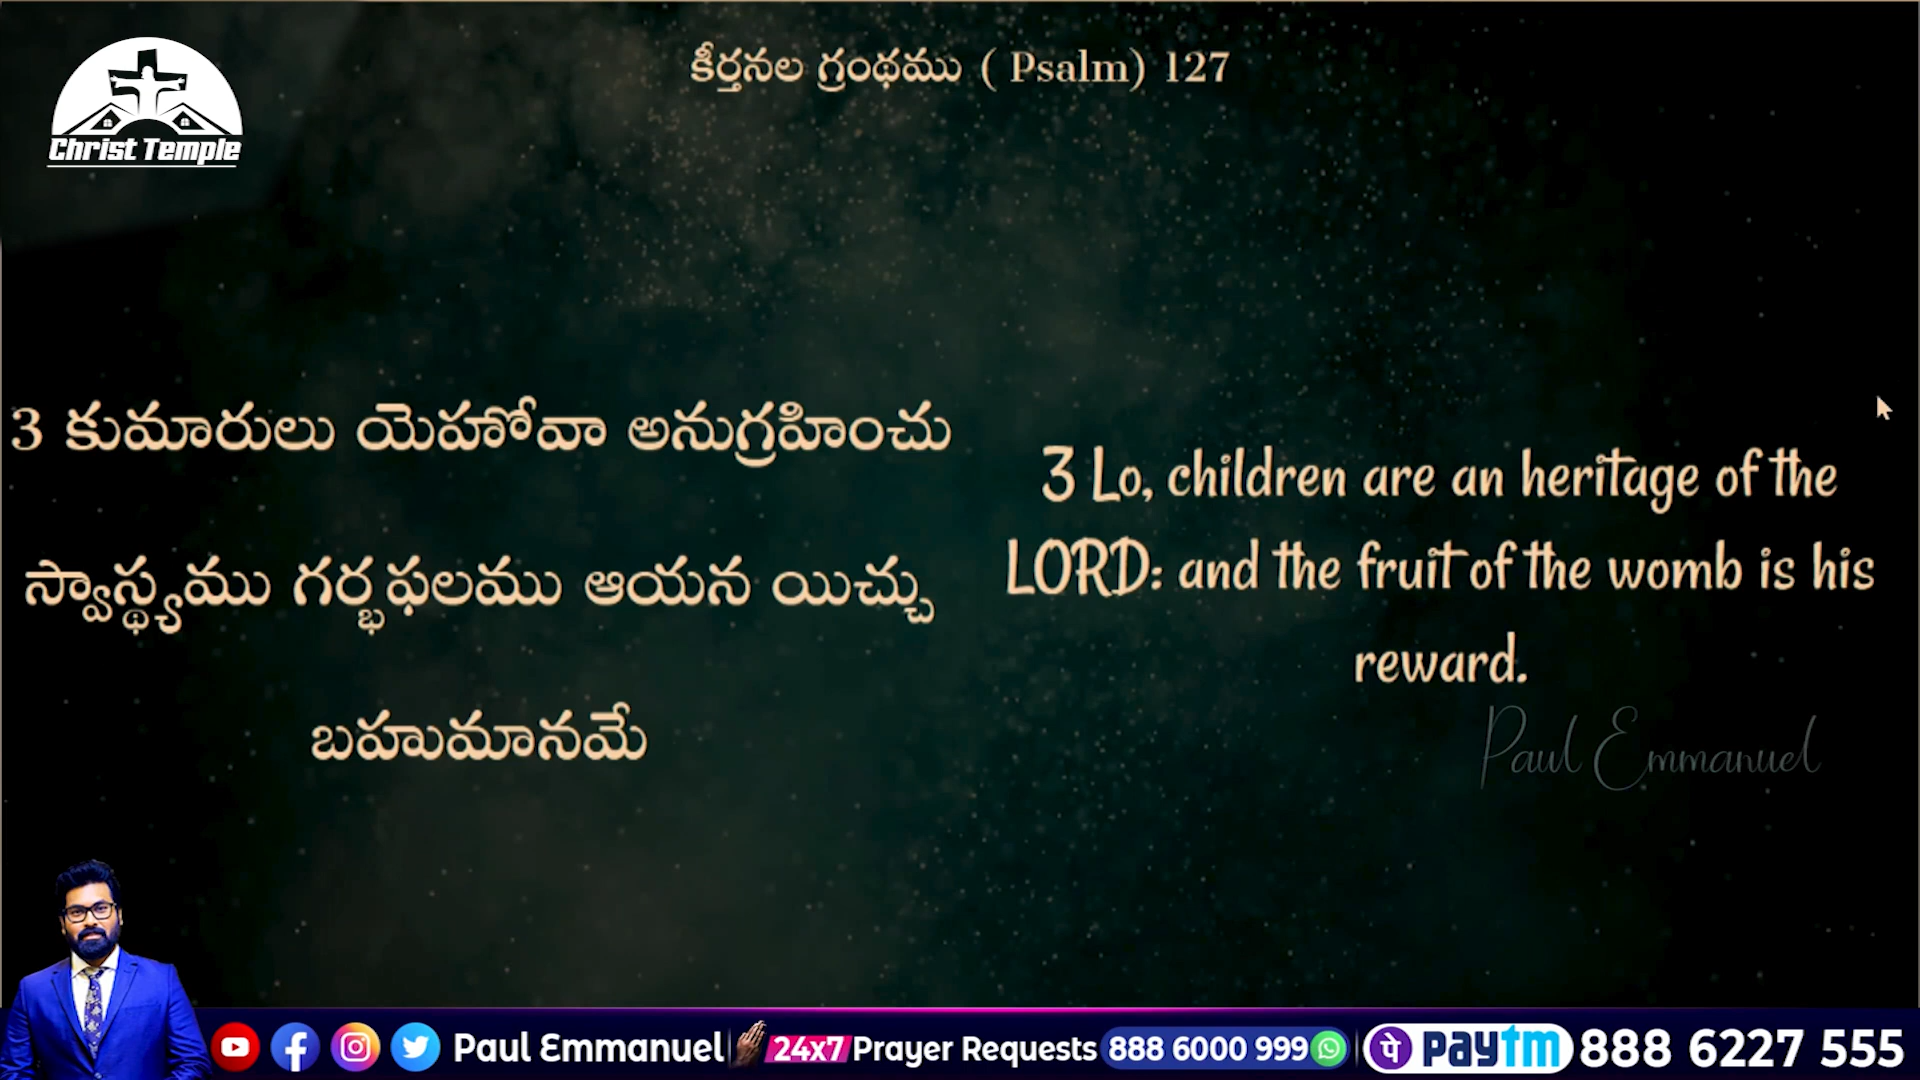 Christ Temple
కీర్తనల గ్రంథము ( Psalm) 127
3 కుమారులు యెహోవా అనుగ్రహించు
స్వాస్థ్యము గర్భఫలము ఆయన యిచ్చు
బహుమానమే
3 Lo, children are an heritage of the
LORD: and the fruit of the womb is his
reward.
Paul Emmanuel
Paul Emmanuel 24x7 Prayer Requests 888 6000 999 पे paytm 888 6227 555